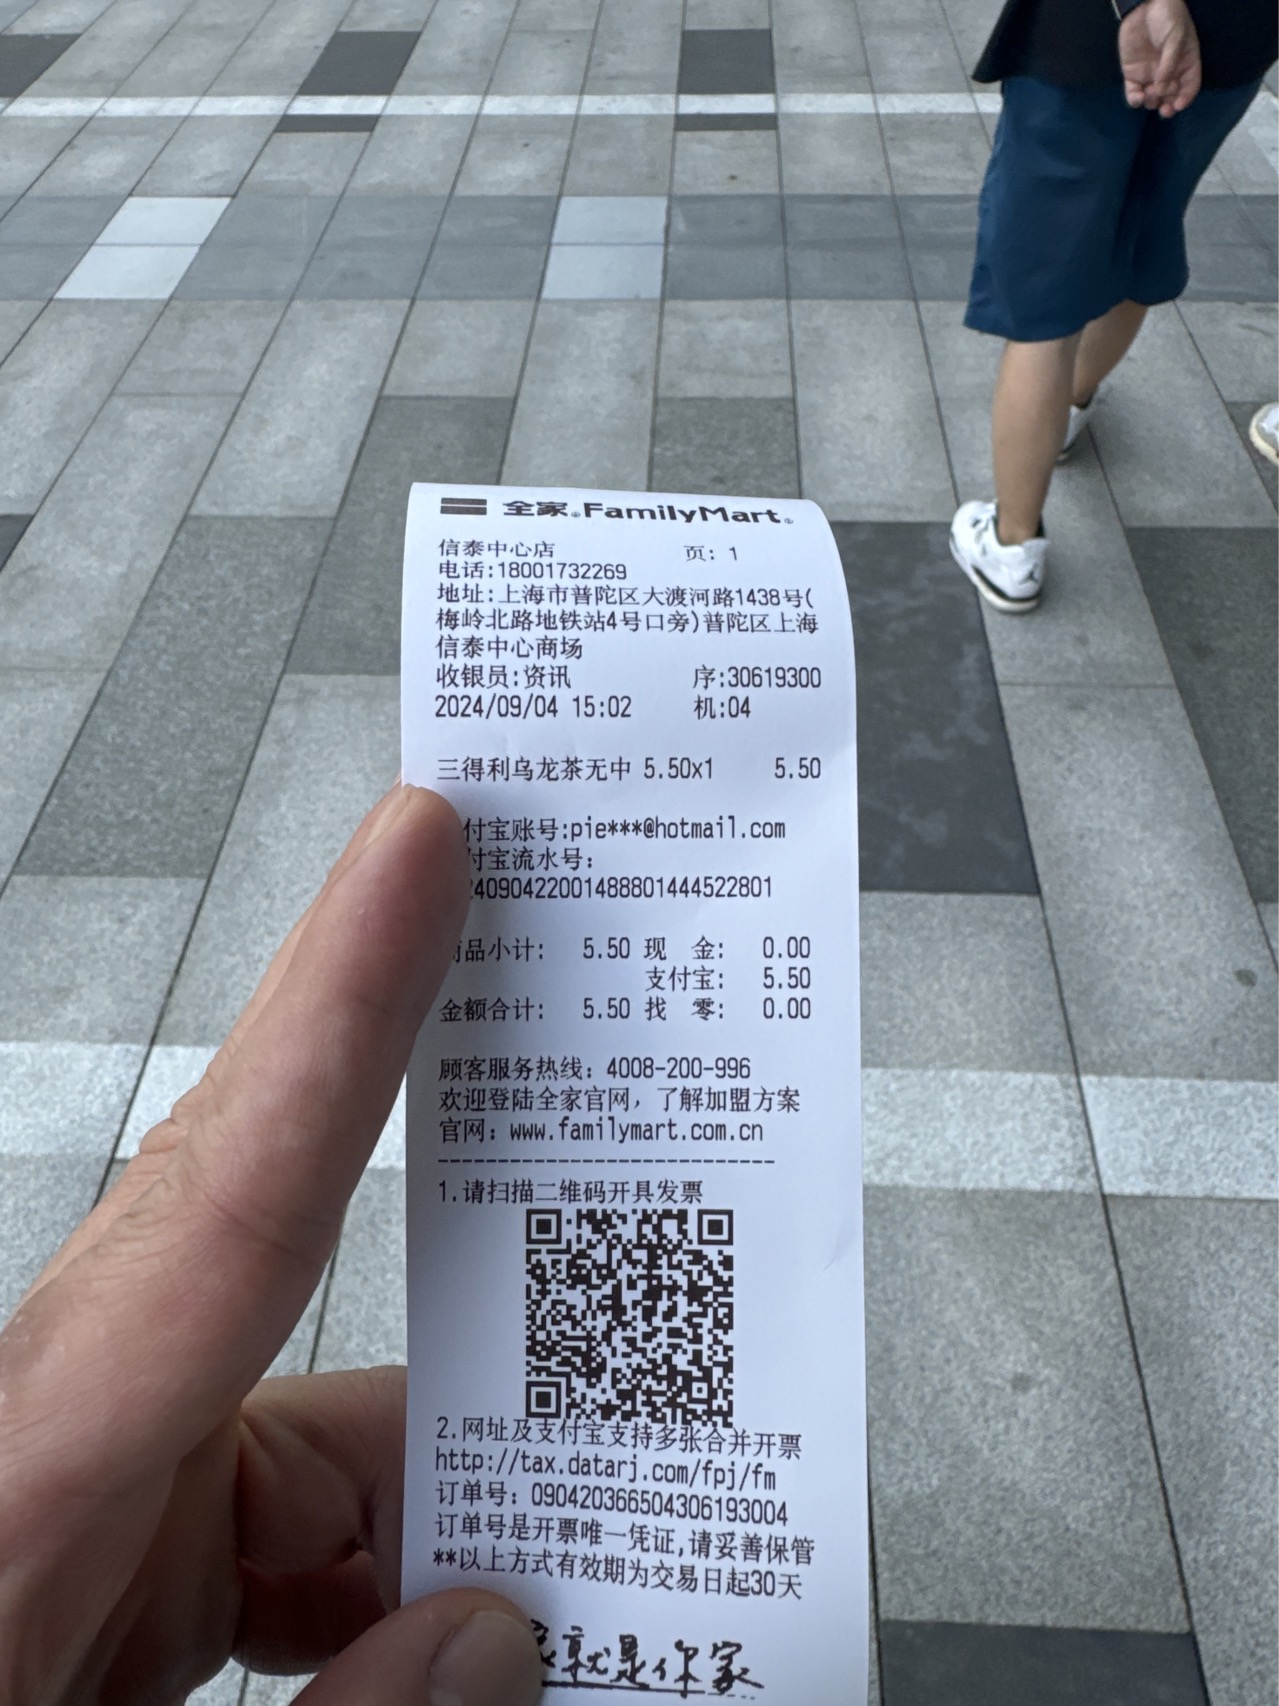 全家®FamilyMart®
信泰中心店 页: 1
电话:18001732269
地址:上海市普陀区大渡河路1438号(
梅岭北路地铁站4号口旁)普陀区上海
信泰中心商场
收银员:资讯 序:30619300
2024/09/04 15:02 机:04
三得利乌龙茶无中 5.50x1 5.50
付宝账号:pie***@hotmail.com
付宝流水号:
2409042200148880144452 2801
品小计: 5.50 现 金: 0.00
支付宝: 5.50
金额合计: 5.50 找 零: 0.00
顾客服务热线: 4008-200-996
欢迎登陆全家官网, 了解加盟方案
官网: www.familymart.com.cn
----------------------------
1.请扫描二维码开具发票
2.网址及支付宝支持多张合并开票
http://tax.datarj.com/fpj/fm
订单号: 090420366504306193004
订单号是开票唯一凭证,请妥善保管
**以上方式有效期为交易日起30天
家就是你家